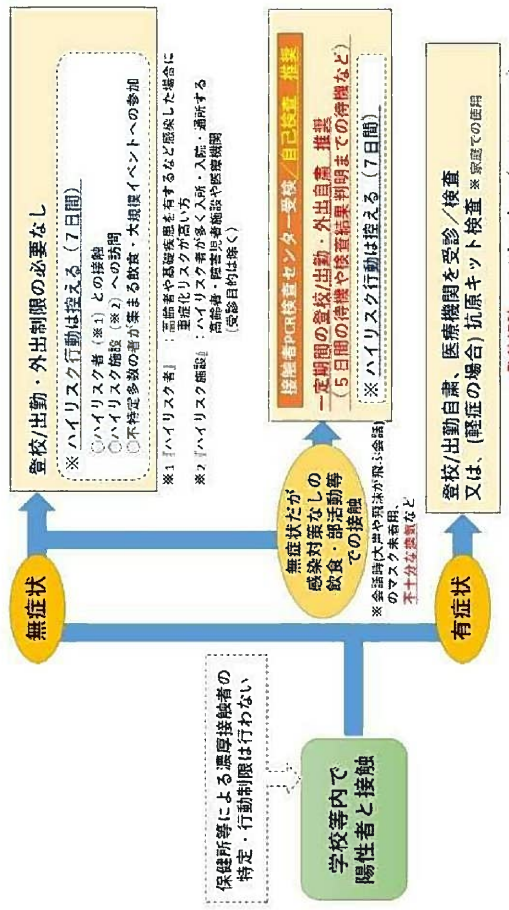 保健所等による濃厚接触者の
特定・行動制限は行わない
学校等内で
陽性者と接触
無症状
登校/出勤・外出制限の必要なし
※ ハイリスク行動は控える（7日間）
○ハイリスク者（※1）との接触
○ハイリスク施設（※2）への訪問
○不特定多数の者が集まる飲食・大規模イベントへの参加
※1『ハイリスク者』：高齢者や基礎疾患を有するなど感染した場合に
重症化リスクが高い方
※2『ハイリスク施設』：ハイリスク者が多く入所・入院・通所する
高齢者・障害児者施設や医療機関
（受診目的は除く）
無症状だが
感染対策なしの
飲食・部活動等
での接触
※会話時(大声や飛沫が飛ぶ会話)
のマスク未着用、
不十分な換気など
接触者PCR検査センター受検/自己検査 推奨
一定期間の登校/出勤・外出自粛 推奨
（5日間の待機や検査結果判明までの待機など）
※ ハイリスク行動は控える（7日間）
有症状
登校/出勤自粛、医療機関を受診/検査
又は、(軽症の場合) 抗原キット検査 ※家庭での使用